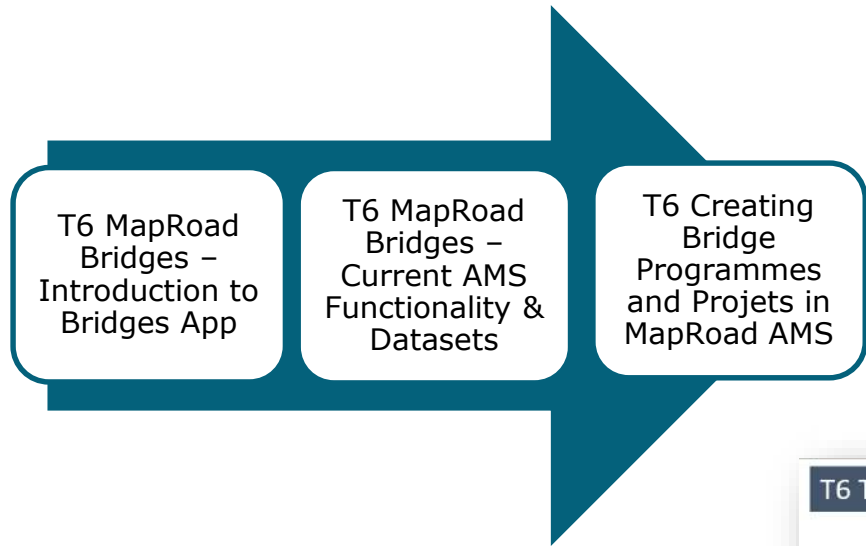 T6 MapRoad
Bridges –
Introduction to
Bridges App
T6 MapRoad
Bridges –
Current AMS
Functionality &
Datasets
T6 Creating
Bridge
Programmes
and Projets in
MapRoad AMS
T6